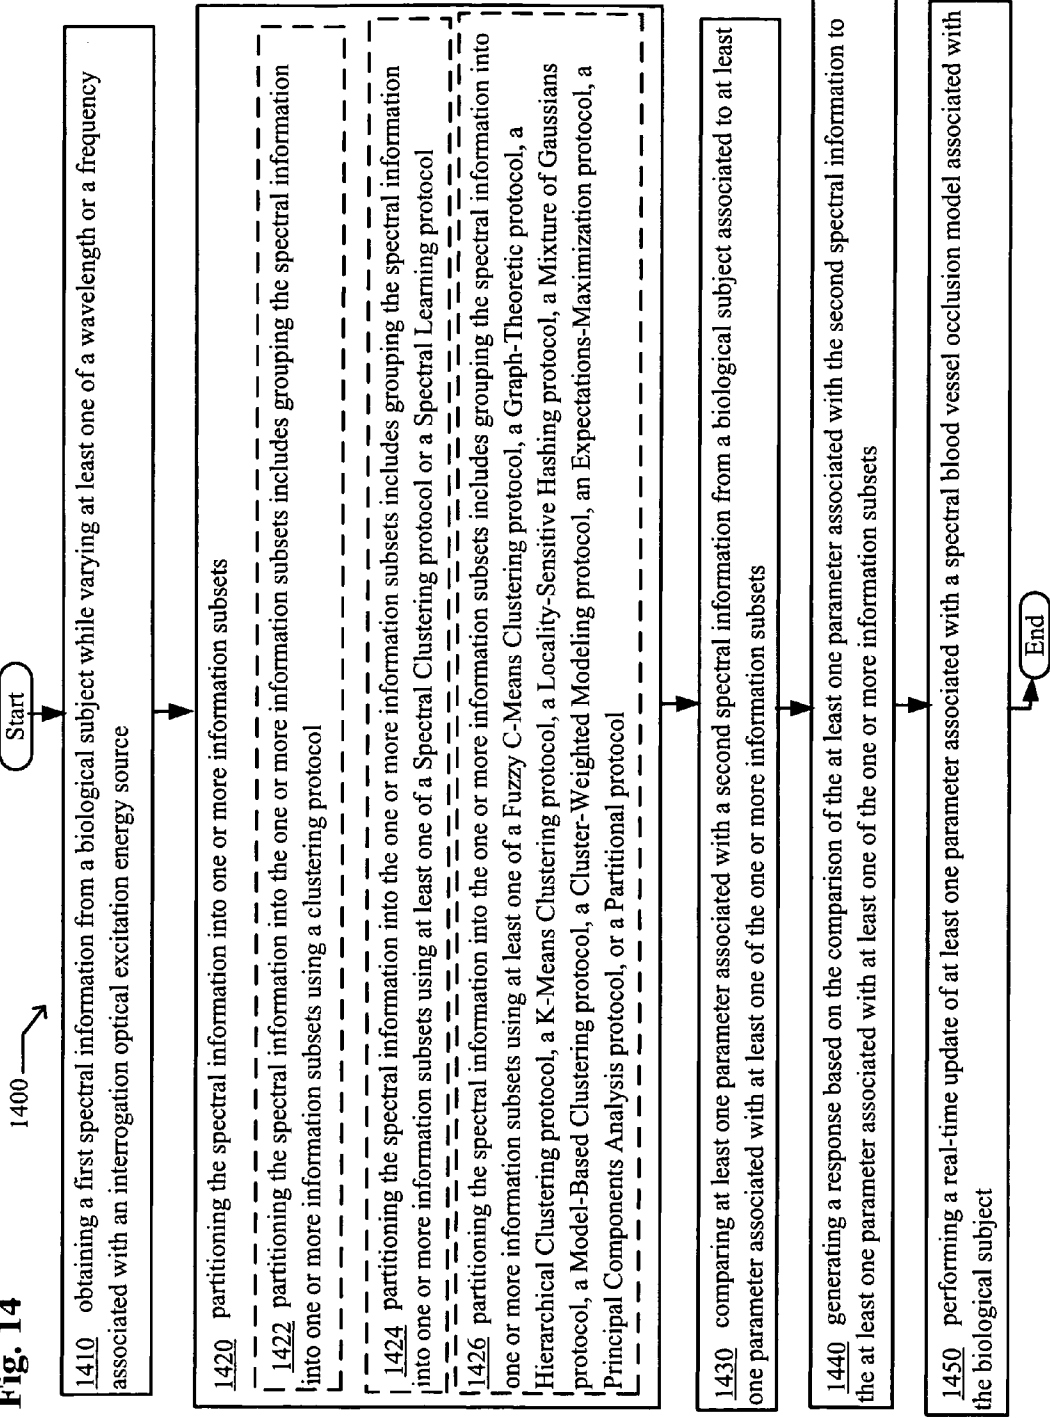 Fig. 14
1400
Start
1410 obtaining a first spectral information from a biological subject while varying at least one of a wavelength or a frequency
associated with an interrogation optical excitation energy source
1420 partitioning the spectral information into one or more information subsets
1422 partitioning the spectral information into the one or more information subsets includes grouping the spectral information
into one or more information subsets using a clustering protocol
1424 partitioning the spectral information into the one or more information subsets includes grouping the spectral information
into one or more information subsets using at least one of a Spectral Clustering protocol or a Spectral Learning protocol
1426 partitioning the spectral information into the one or more information subsets includes grouping the spectral information into
one or more information subsets using at least one of a Fuzzy C-Means Clustering protocol, a Graph-Theoretic protocol, a
Hierarchical Clustering protocol, a K-Means Clustering protocol, a Locality-Sensitive Hashing protocol, a Mixture of Gaussians
protocol, a Model-Based Clustering protocol, a Cluster-Weighted Modeling protocol, an Expectations-Maximization protocol, a
Principal Components Analysis protocol, or a Partitional protocol
1430 comparing at least one parameter associated with a second spectral information from a biological subject associated to at least
one parameter associated with at least one of the one or more information subsets
1440 generating a response based on the comparison of the at least one parameter associated with the second spectral information to
the at least one parameter associated with at least one of the one or more information subsets
1450 performing a real-time update of at least one parameter associated with a spectral blood vessel occlusion model associated with
the biological subject
End